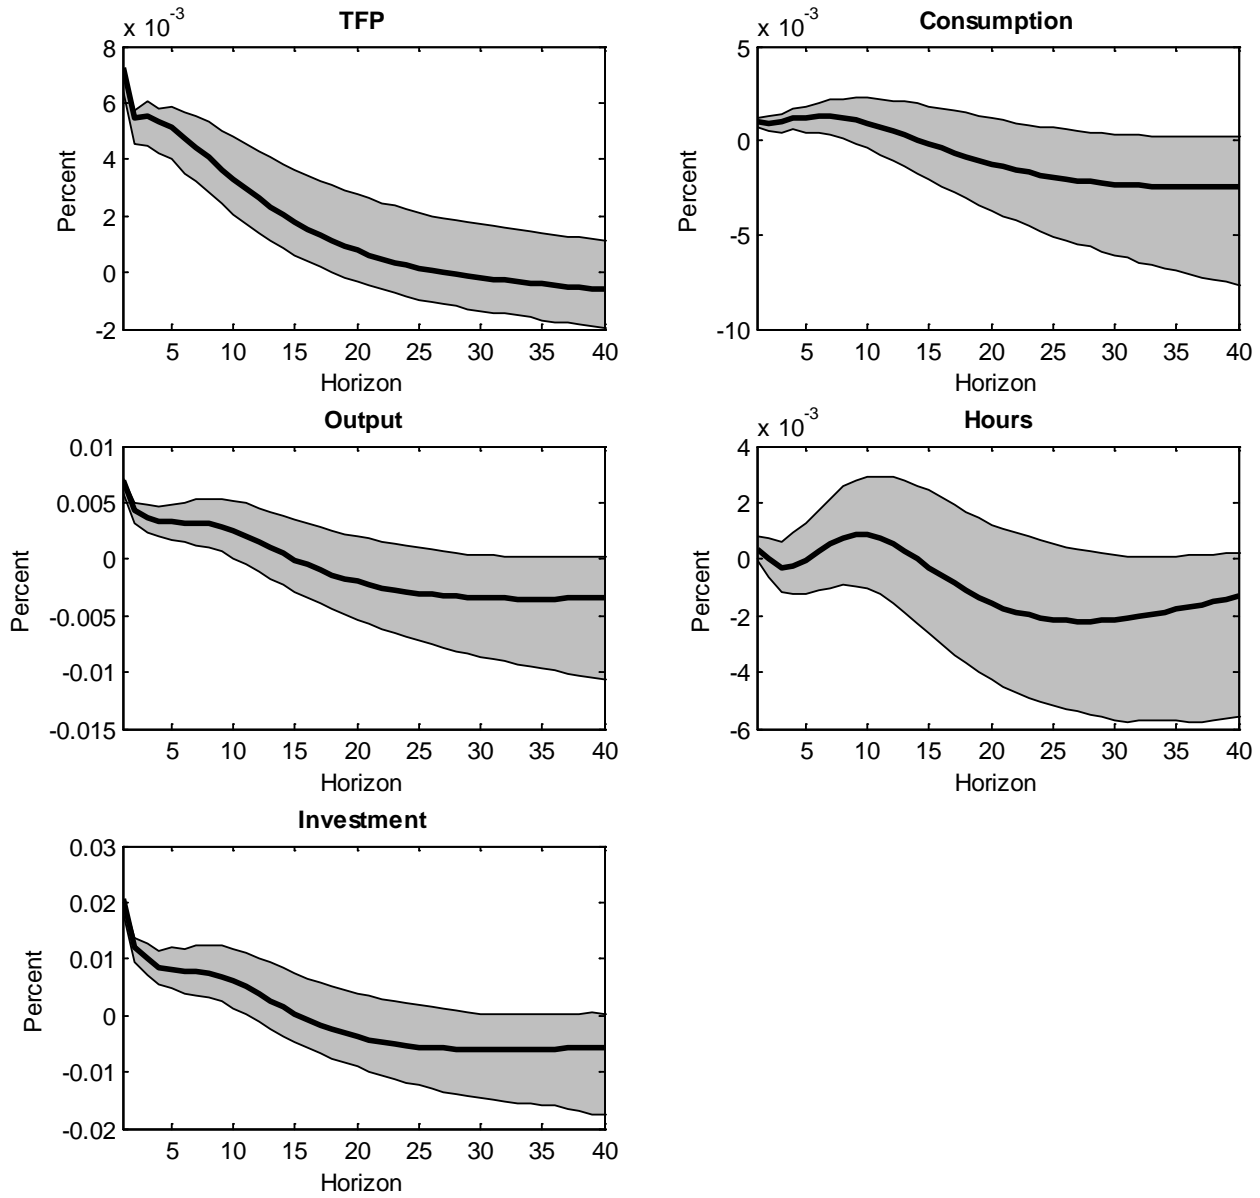 TFP
x 10^-3
8
6
4
2
0
-2
Percent
5 10 15 20 25 30 35 40
Horizon
Consumption
x 10^-3
5
0
-5
-10
Percent
5 10 15 20 25 30 35 40
Horizon
Output
0.01
0.005
0
-0.005
-0.01
-0.015
Percent
5 10 15 20 25 30 35 40
Horizon
Hours
x 10^-3
4
2
0
-2
-4
-6
Percent
5 10 15 20 25 30 35 40
Horizon
Investment
0.03
0.02
0.01
0
-0.01
-0.02
Percent
5 10 15 20 25 30 35 40
Horizon